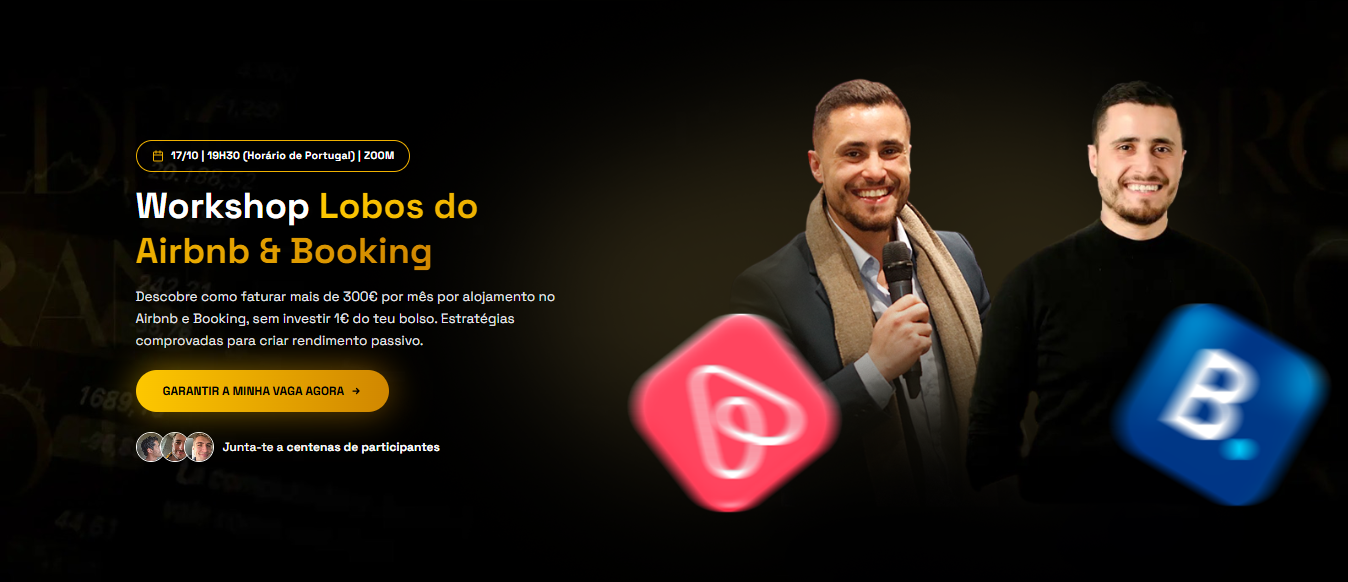 17/10 | 19H30 (Horário de Portugal) | ZOOM
Workshop Lobos do
Airbnb & Booking
Descobre como faturar mais de 300€ por mês por alojamento no
Airbnb e Booking, sem investir 1€ do teu bolso. Estratégias
comprovadas para criar rendimento passivo.
GARANTIR A MINHA VAGA AGORA →
Junta-te a centenas de participantes
B.